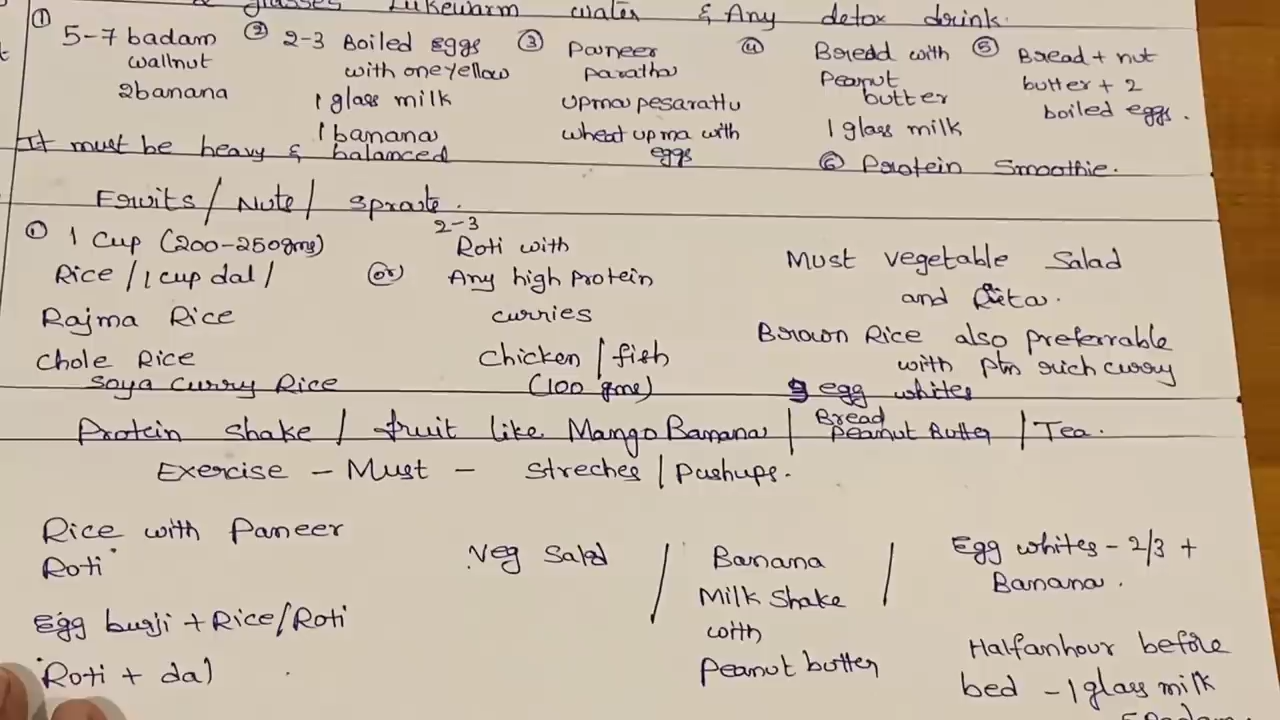 glasses Lukewarm water & Any detox drink.
① 5-7 badam
wallnut
2banana
② 2-3 Boiled eggs
with one yellow
1 glass milk
1 banana
③ Paneer
paratha
upma pesarattu
wheat upma with
eggs
④ Bredd with
Peanut
butter
1 glass milk
⑤ Bread + nut
butter + 2
boiled eggs.
⑥ Protein Smoothie.
It must be heavy & balanced
Fruits / Nuts / sprouts.
① 1 Cup (200-250gms)
Rice / 1 cup dal /
Rajma Rice
Chole Rice
Soya Curry Rice
(or)
2-3
Roti with
Any high protein
curries
Chicken / fish
(100 gms)
Must vegetable Salad
and Raita.
Brown Rice also preferrable
with ptn rich curry
egg whites
Protein shake / fruit like Mango Banana / Bread Peanut Butter / Tea.
Exercise - Must - streches / Pushups.
Rice with Paneer
Roti
Egg burji + Rice/Roti
Roti + dal
Veg Salad /
Banana
Milk Shake
with
Peanut butter
/
Egg whites - 2/3 +
Banana.
Halfanhour before
bed - 1 glass milk